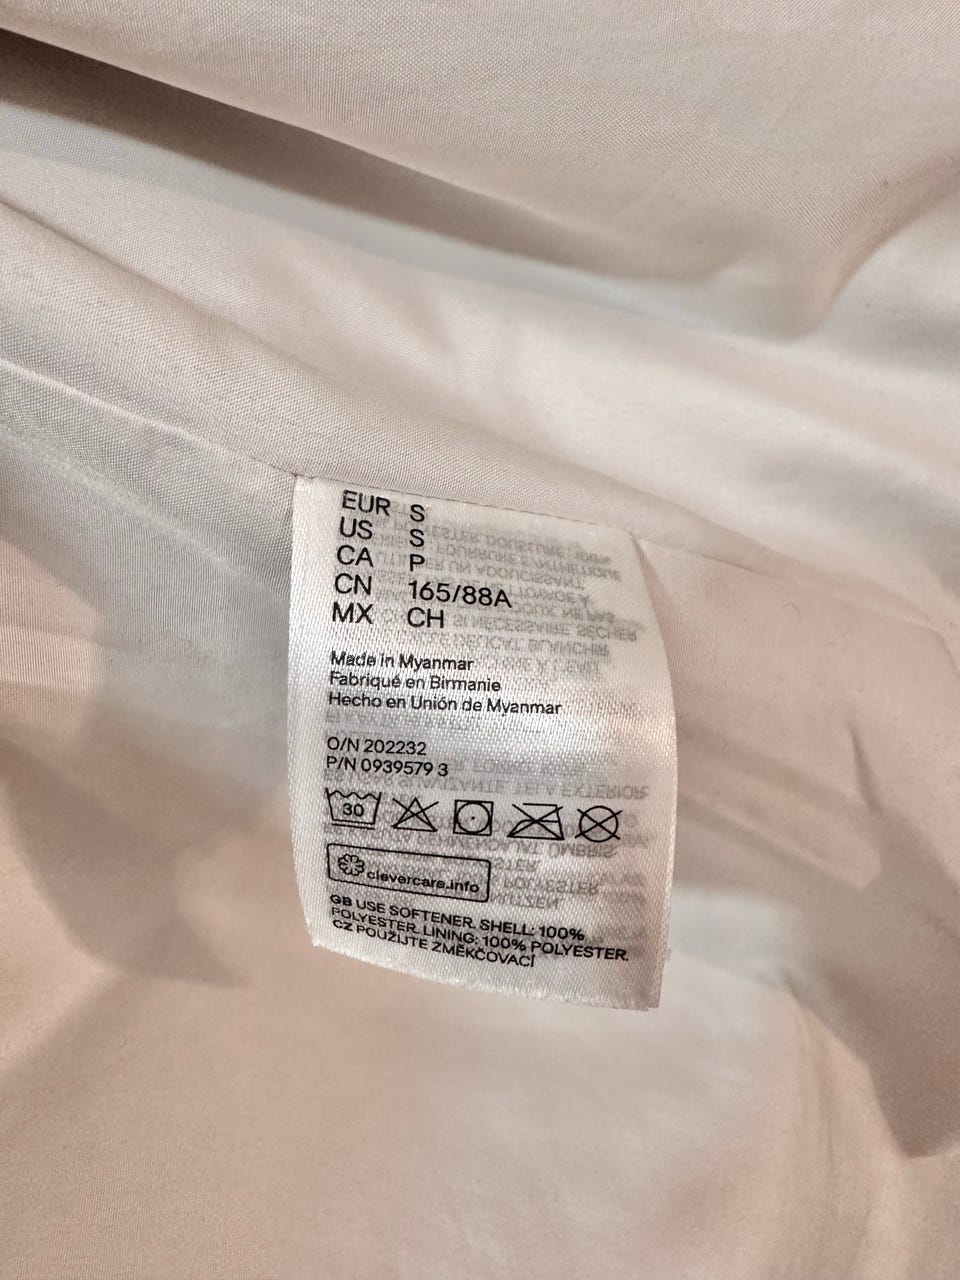 EUR S
US S
CA P
CN 165/88A
MX CH
Made in Myanmar
Fabriqué en Birmanie
Hecho en Unión de Myanmar
O/N 202232
P/N 0939579 3
30
clevercare.info
GB USE SOFTENER. SHELL: 100%
POLYESTER. LINING: 100% POLYESTER.
CZ POUŽIJTE ZMĚKČOVACÍ